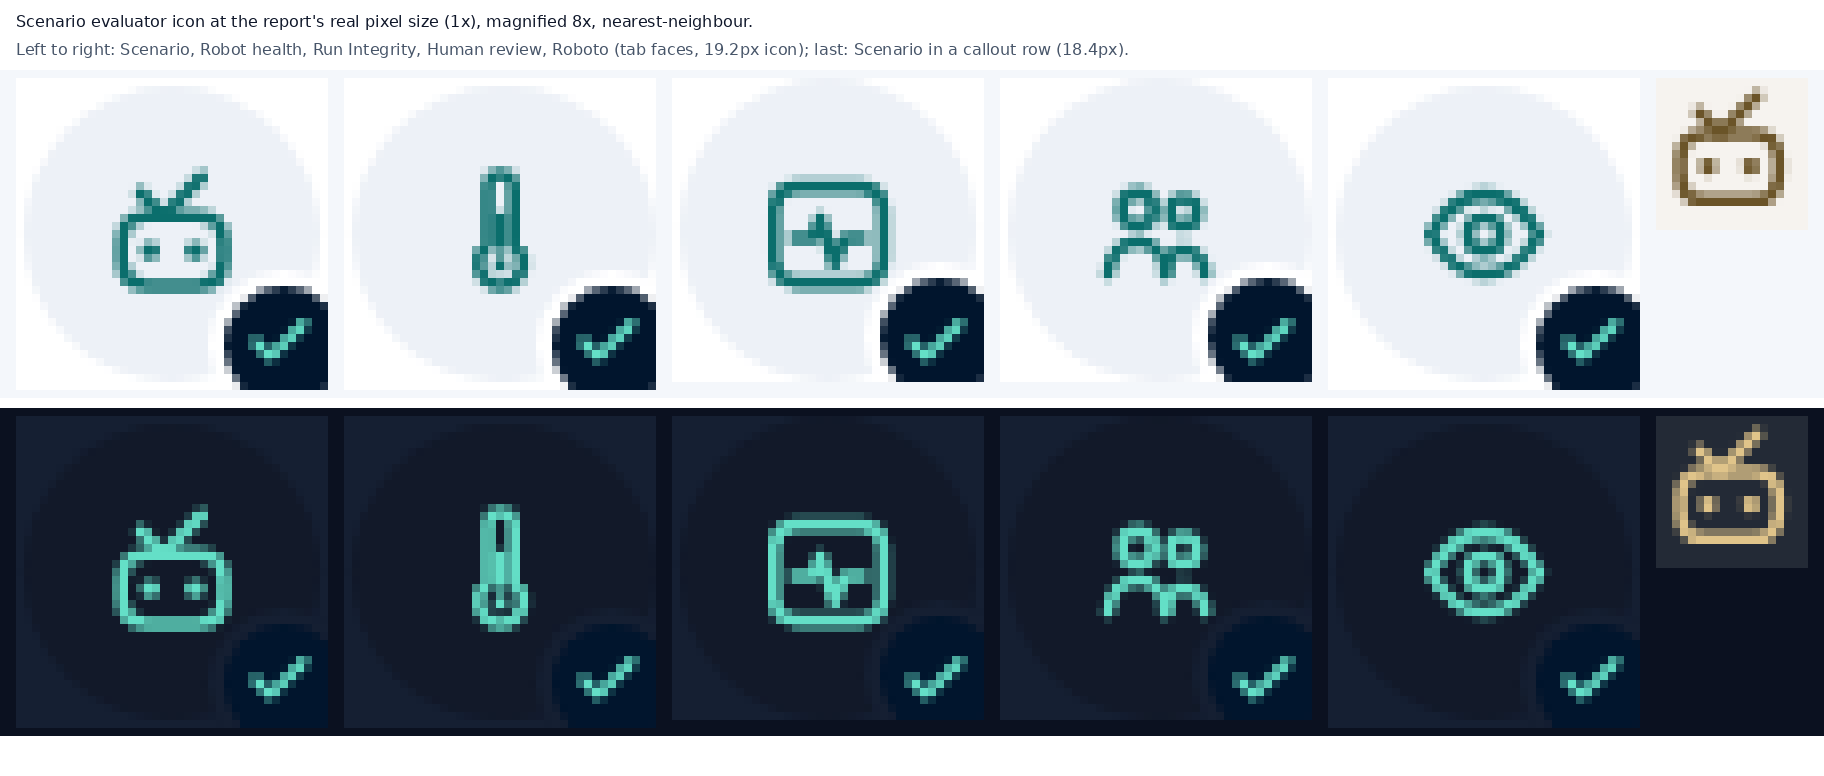 Scenario evaluator icon at the report's real pixel size (1x), magnified 8x, nearest-neighbour.
Left to right: Scenario, Robot health, Run Integrity, Human review, Roboto (tab faces, 19.2px icon); last: Scenario in a callout row (18.4px).